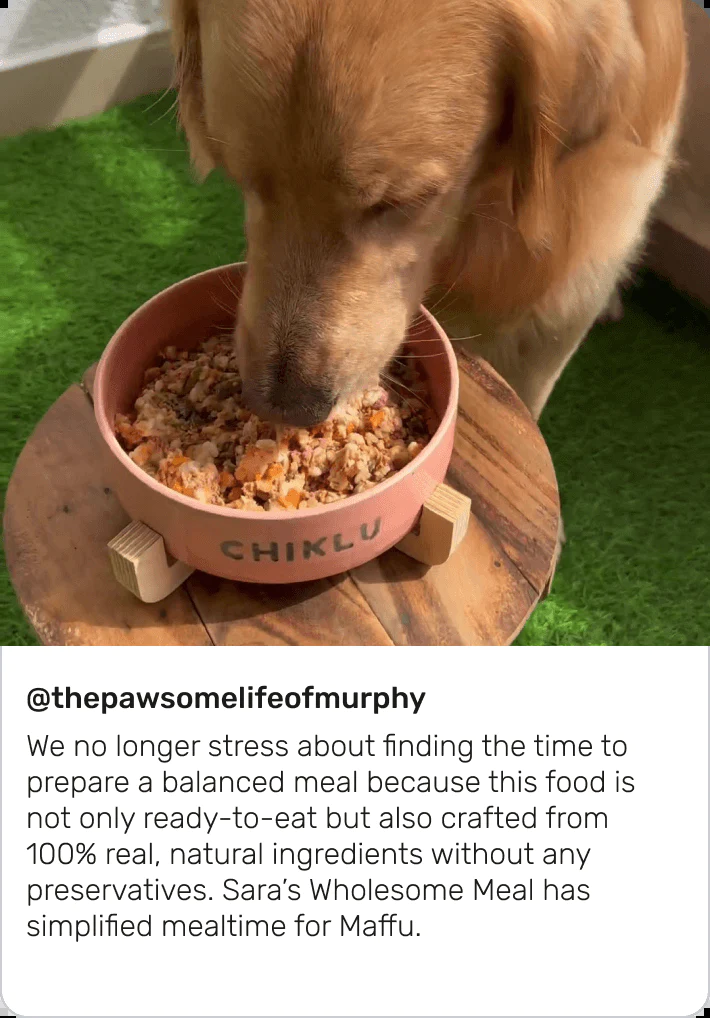 CHIKLU
@thepawsomelifeofmurphy
We no longer stress about finding the time to
prepare a balanced meal because this food is
not only ready-to-eat but also crafted from
100% real, natural ingredients without any
preservatives. Sara’s Wholesome Meal has
simplified mealtime for Maffu.